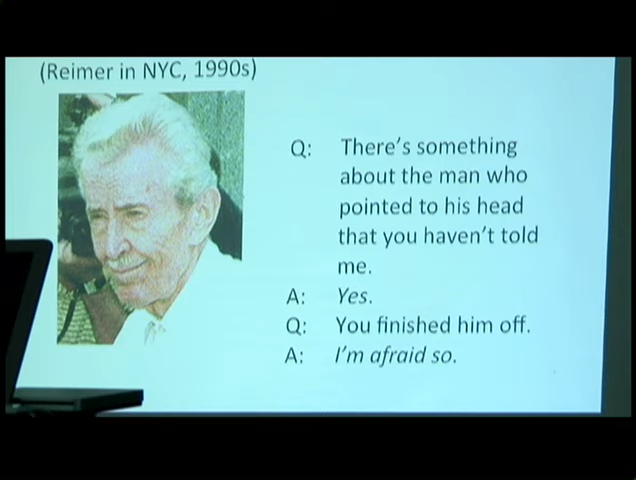 (Reimer in NYC, 1990s)
Q: There's something
about the man who
pointed to his head
that you haven't told
me.
A: Yes.
Q: You finished him off.
A: I'm afraid so.